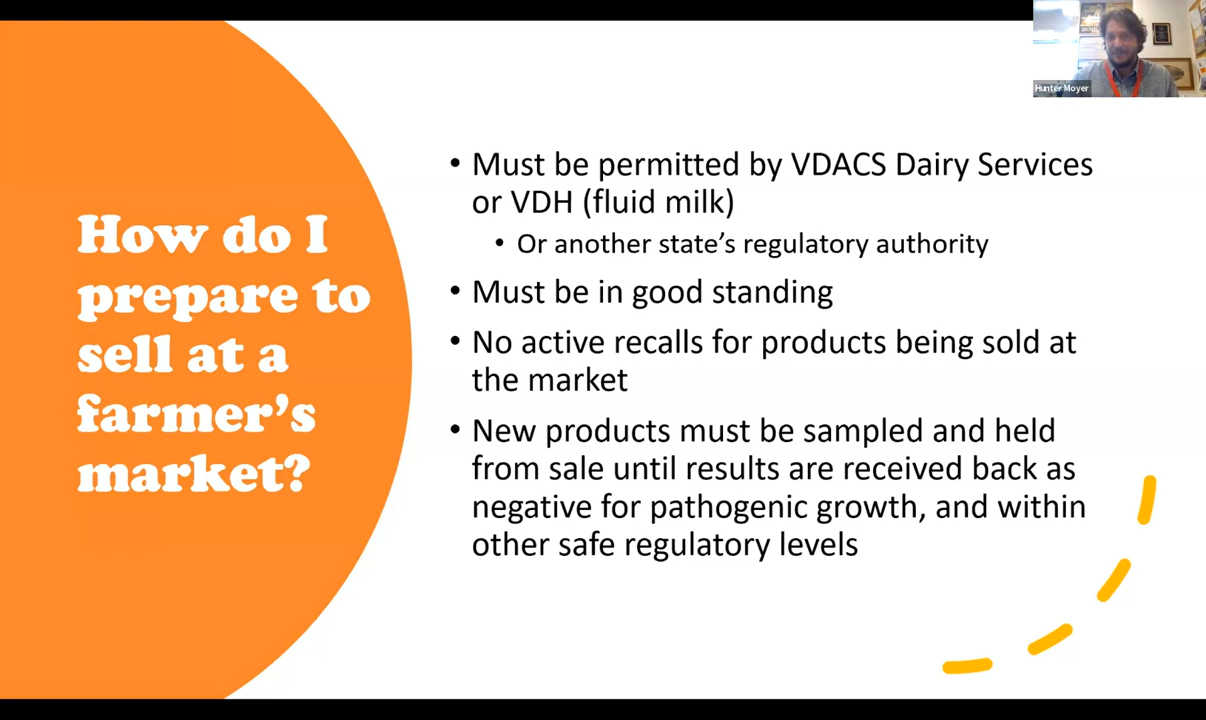 Hunter Moyer
How do I
prepare to
sell at a
farmer's
market?
• Must be permitted by VDACS Dairy Services
or VDH (fluid milk)
• Or another state's regulatory authority
• Must be in good standing
• No active recalls for products being sold at
the market
• New products must be sampled and held
from sale until results are received back as
negative for pathogenic growth, and within
other safe regulatory levels